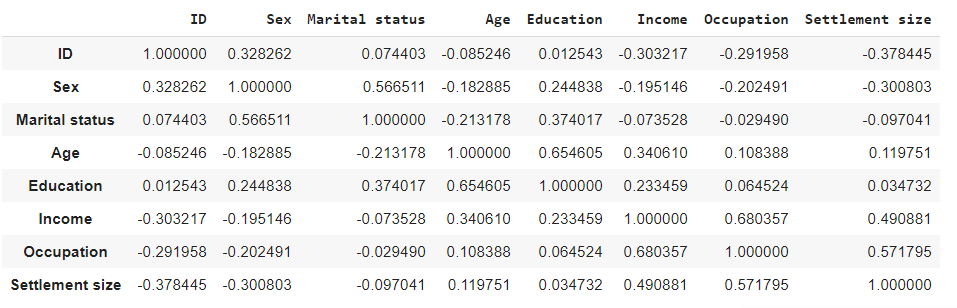 ID Sex Marital status Age Education Income Occupation Settlement size
ID 1.000000 0.328262 0.074403 -0.085246 0.012543 -0.303217 -0.291958 -0.378445
Sex 0.328262 1.000000 0.566511 -0.182885 0.244838 -0.195146 -0.202491 -0.300803
Marital status 0.074403 0.566511 1.000000 -0.213178 0.374017 -0.073528 -0.029490 -0.097041
Age -0.085246 -0.182885 -0.213178 1.000000 0.654605 0.340610 0.108388 0.119751
Education 0.012543 0.244838 0.374017 0.654605 1.000000 0.233459 0.064524 0.034732
Income -0.303217 -0.195146 -0.073528 0.340610 0.233459 1.000000 0.680357 0.490881
Occupation -0.291958 -0.202491 -0.029490 0.108388 0.064524 0.680357 1.000000 0.571795
Settlement size -0.378445 -0.300803 -0.097041 0.119751 0.034732 0.490881 0.571795 1.000000